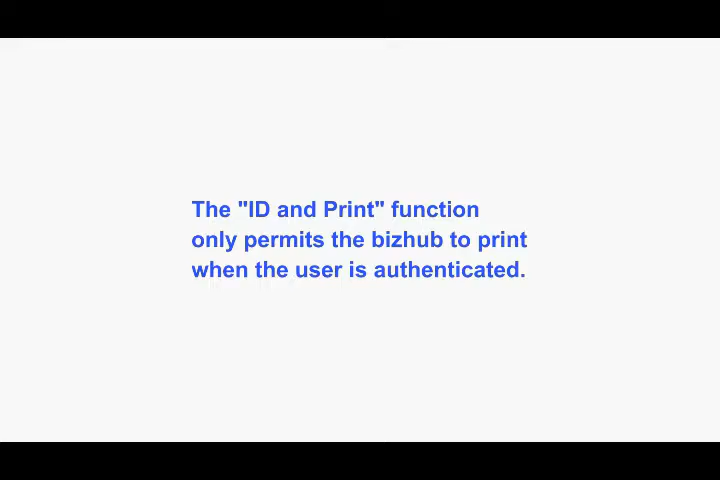 The "ID and Print" function
only permits the bizhub to print
when the user is authenticated.